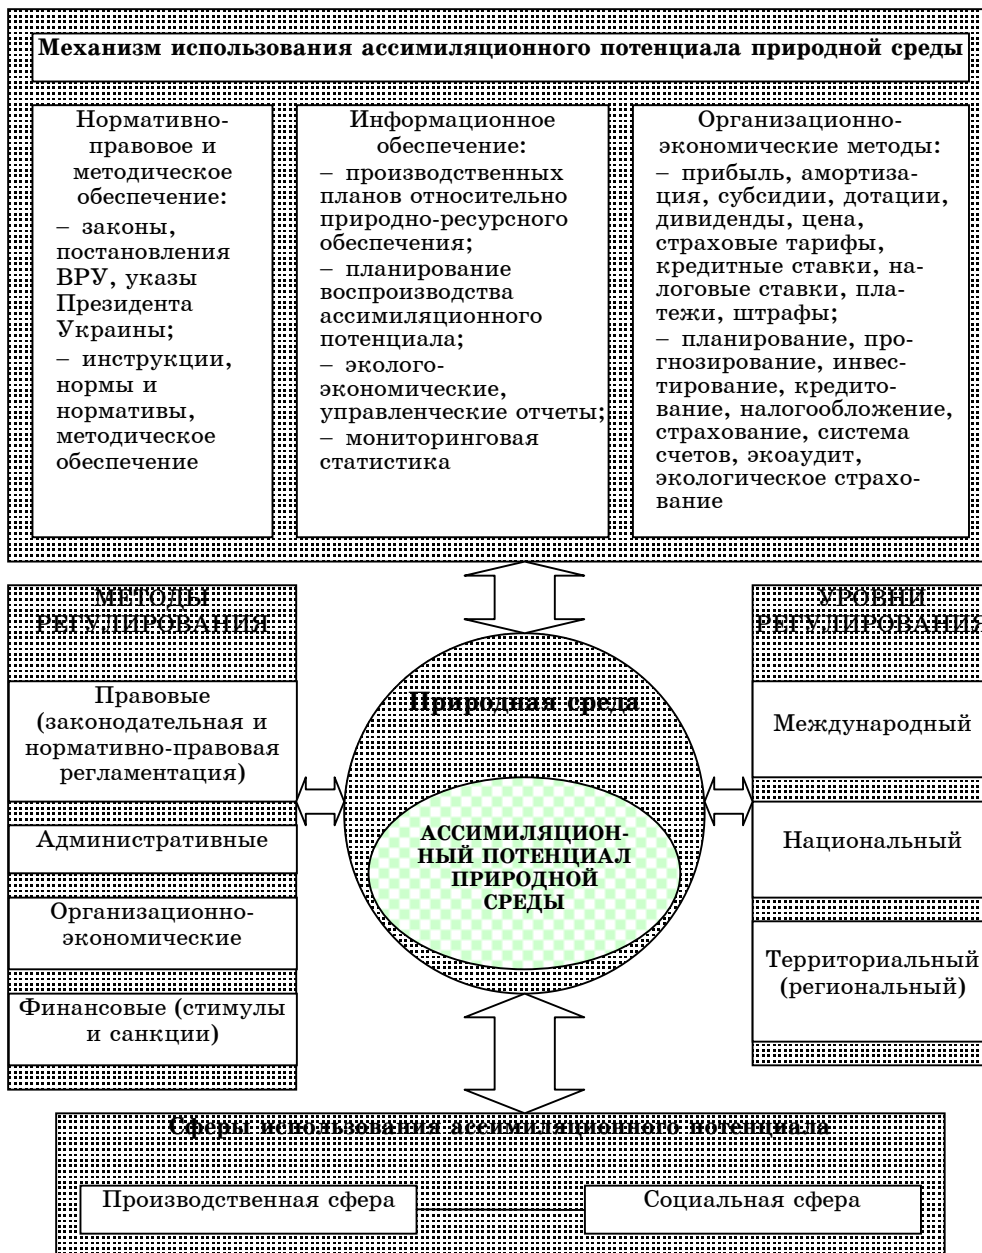 Механизм использования ассимиляционного потенциала природной среды
Нормативно-
правовое и
методическое
обеспечение:
– законы,
постановления
ВРУ, указы
Президента
Украины;
– инструкции,
нормы и
нормативы,
методическое
обеспечение
Информационное
обеспечение:
– производственных
планов относительно
природно-ресурсного
обеспечения;
– планирование
воспроизводства
ассимиляционного
потенциала;
– эколого-
экономические,
управленческие отчеты;
– мониторинговая
статистика
Организационно-
экономические методы:
– прибыль, амортиза-
ция, субсидии, дотации,
дивиденды, цена,
страховые тарифы,
кредитные ставки, на-
логовые ставки, пла-
тежи, штрафы;
– планирование, про-
гнозирование, инвес-
тирование, кредито-
вание, налогообложение,
страхование, система
счетов, экоаудит,
экологическое страхо-
вание
МЕТОДЫ
РЕГУЛИРОВАНИЯ
Правовые
(законодательная и
нормативно-правовая
регламентация)
Административные
Организационно-
экономические
Финансовые (стимулы
и санкции)
Природная среда
АССИМИЛЯЦИОН-
НЫЙ ПОТЕНЦИАЛ
ПРИРОДНОЙ
СРЕДЫ
УРОВНИ
РЕГУЛИРОВАНИЯ
Международный
Национальный
Территориальный
(региональный)
Сферы использования ассимиляционного потенциала
Производственная сфера
Социальная сфера